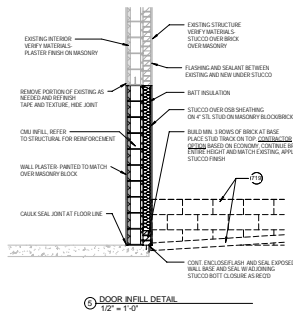 EXISTING INTERIOR
VERIFY MATERIALS-
PLASTER FINISH ON MASONRY
REMOVE PORTION OF EXISTING AS
NEEDED AND REFINISH
TAPE AND TEXTURE, HIDE JOINT
CMU INFILL, REFER
TO STRUCTURAL FOR REINFORCEMENT
WALL PLASTER- PAINTED TO MATCH
OVER MASONRY BLOCK
CAULK SEAL JOINT AT FLOOR LINE
EXISTING STRUCTURE
VERIFY MATERIALS-
STUCCO OVER BRICK
OVER MASONRY
FLASHING AND SEALANT BETWEEN
EXISTING AND NEW UNDER STUCCO
BATT INSULATION
STUCCO OVER OSB SHEATHING
ON 4" STL STUD ON MASONRY BLOCK/BRICK
BUILD MIN. 3 ROWS OF BRICK AT BASE
PLACE STUD TRACK ON TOP. CONTRACTOR
OPTION BASED ON ECONOMY, CONTINUE BR
ENTIRE HEIGHT AND MATCH EXISTING, APPL
STUCCO FINISH
CONT. ENCLOSE/FLASH AND SEAL EXPOSED
WALL BASE AND SEAL W/ADJOINING
STUCCO BOTT CLOSURE AS REQ'D
5 DOOR INFILL DETAIL
1/2" = 1'-0"